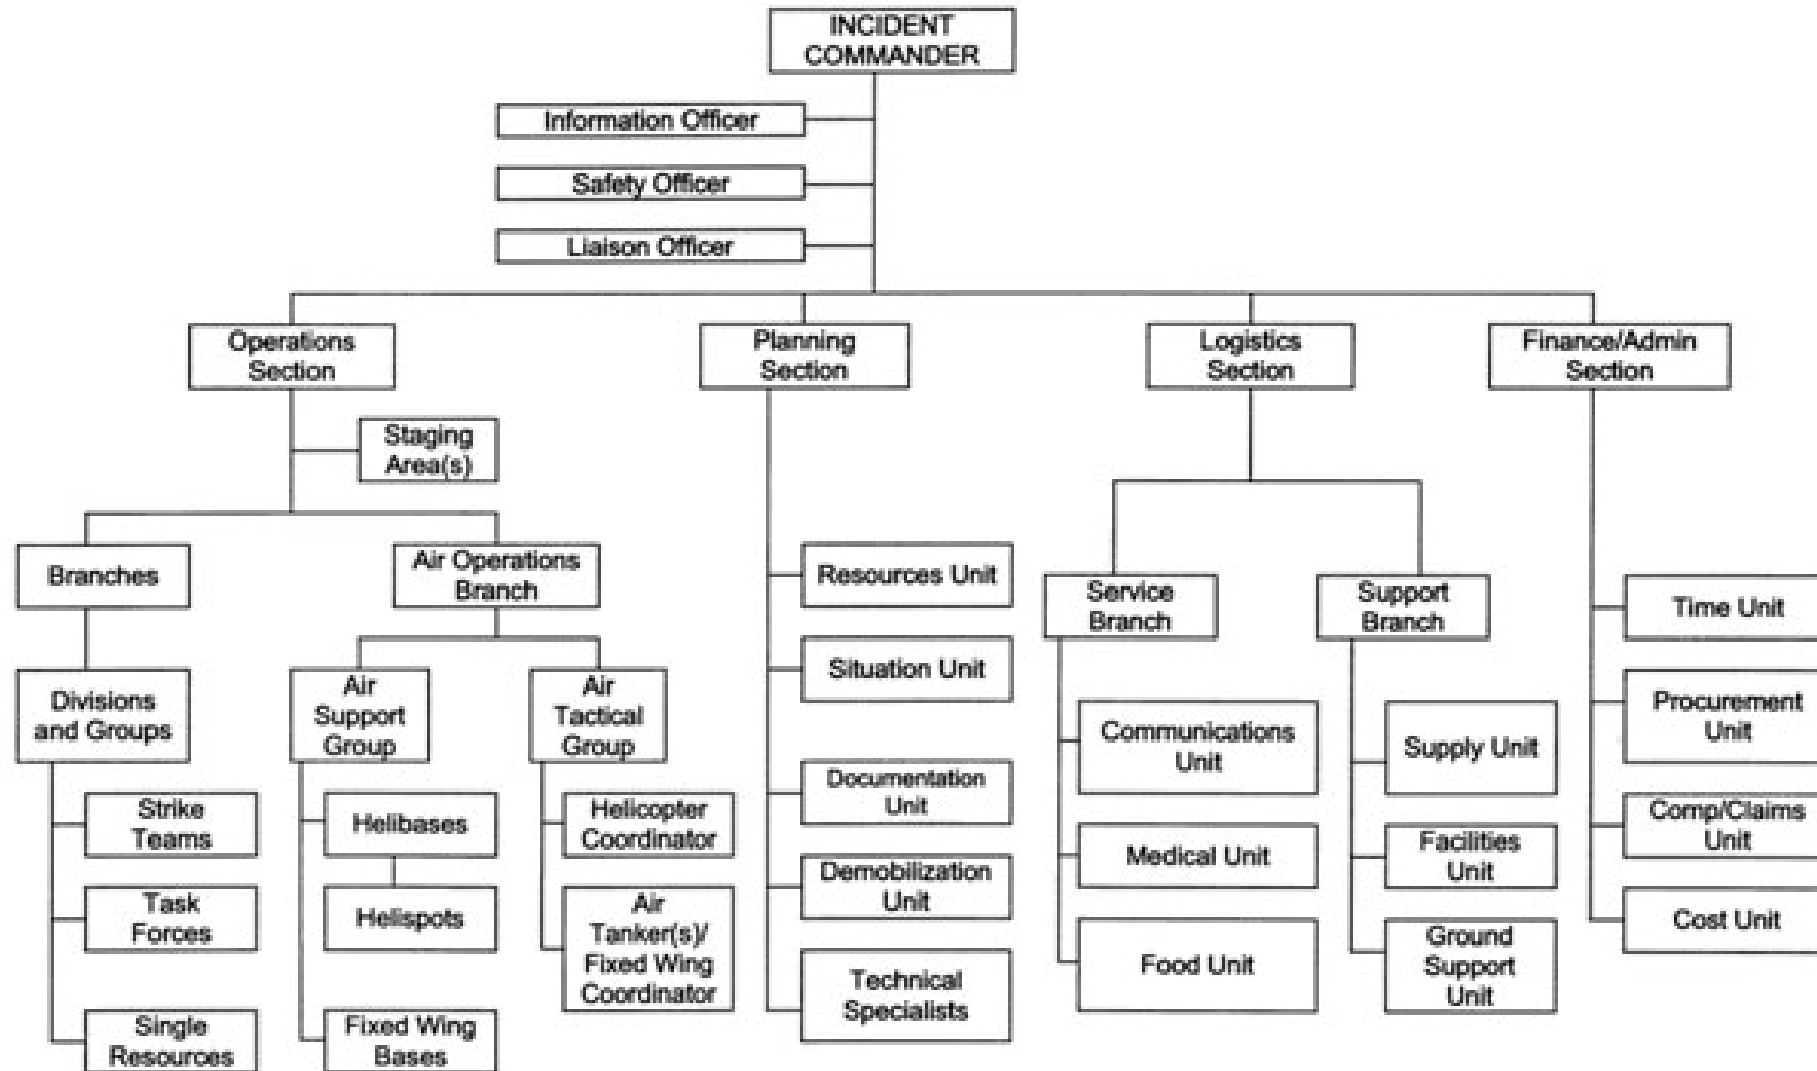 INCIDENT
COMMANDER
Information Officer
Safety Officer
Liaison Officer
Operations
Section
Planning
Section
Logistics
Section
Finance/Admin
Section
Staging
Area(s)
Branches
Air Operations
Branch
Divisions
and Groups
Air
Support
Group
Air
Tactical
Group
Strike
Teams
Task
Forces
Single
Resources
Helibases
Helispots
Fixed Wing
Bases
Helicopter
Coordinator
Air
Tanker(s)/
Fixed Wing
Coordinator
Resources Unit
Situation Unit
Documentation
Unit
Demobilization
Unit
Technical
Specialists
Service
Branch
Support
Branch
Communications
Unit
Medical Unit
Food Unit
Supply Unit
Facilities
Unit
Ground
Support
Unit
Time Unit
Procurement
Unit
Comp/Claims
Unit
Cost Unit